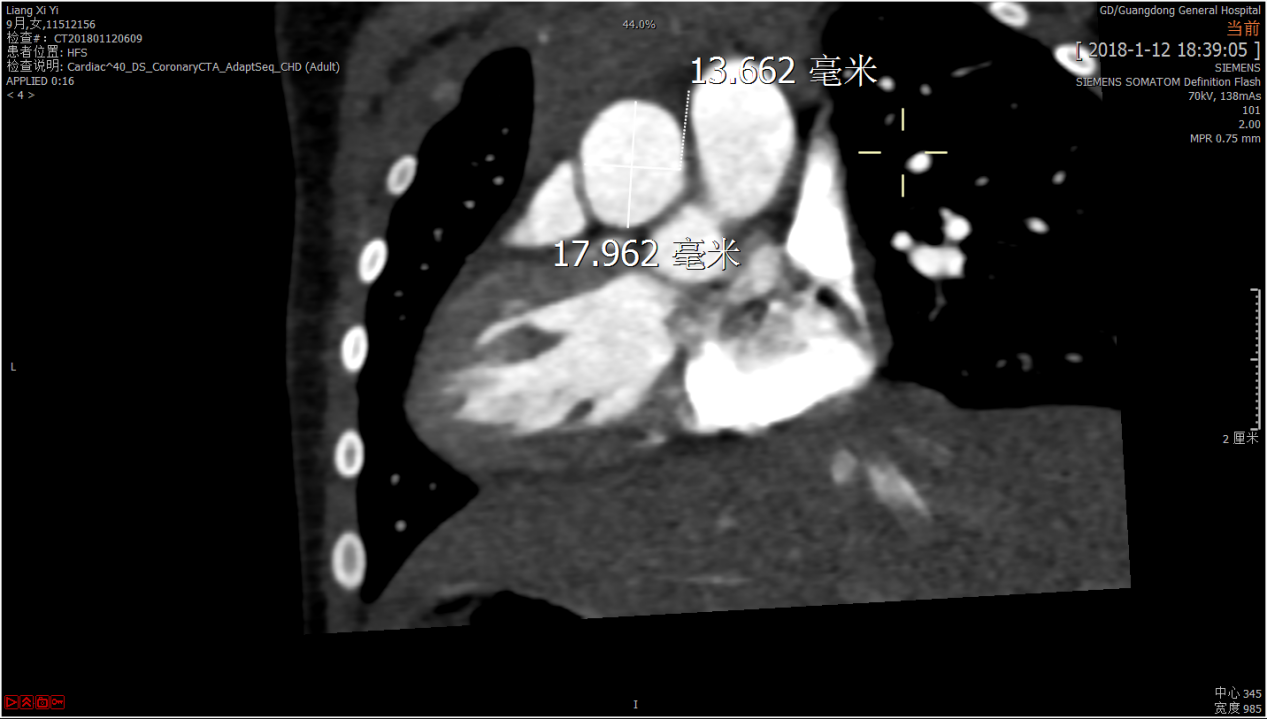 Liang Xi Yi
9月,女,11512156
检查#: CT201801120609
患者位置: HFS
检查说明: Cardiac^40_DS_CoronaryCTA_AdaptSeq_CHD (Adult)
APPLIED 0:16
< 4 >
44.0%
GD/Guangdong General Hospital
当前
[ 2018-1-12 18:39:05 ]
SIEMENS
SIEMENS SOMATOM Definition Flash
70kV, 138mAs
101
2.00
MPR 0.75 mm
13.662 毫米
17.962 毫米
L
2 厘米
I
中心 345
宽度 985